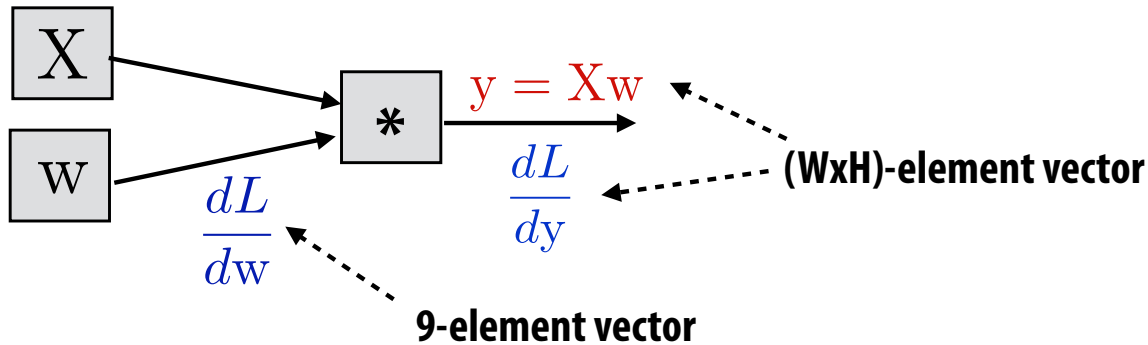 X
y = Xw
*
w
(WxH)-element vector
dL
dy
dL
dw
9-element vector